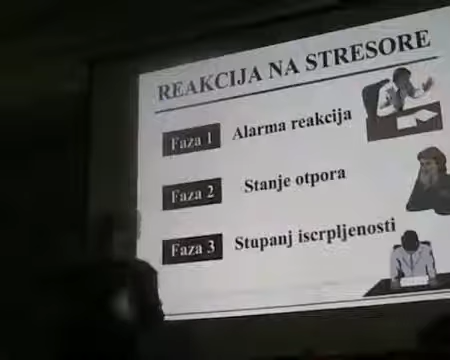 REAKCIJA NA STRESORE
Faza 1 Alarma reakcija
Faza 2 Stanje otpora
Faza 3 Stupanj iscrpljenosti